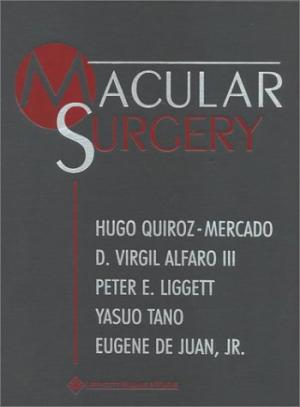 MACULAR
SURGERY
HUGO QUIROZ-MERCADO
D. VIRGIL ALFARO III
PETER E. LIGGETT
YASUO TANO
EUGENE DE JUAN, JR.